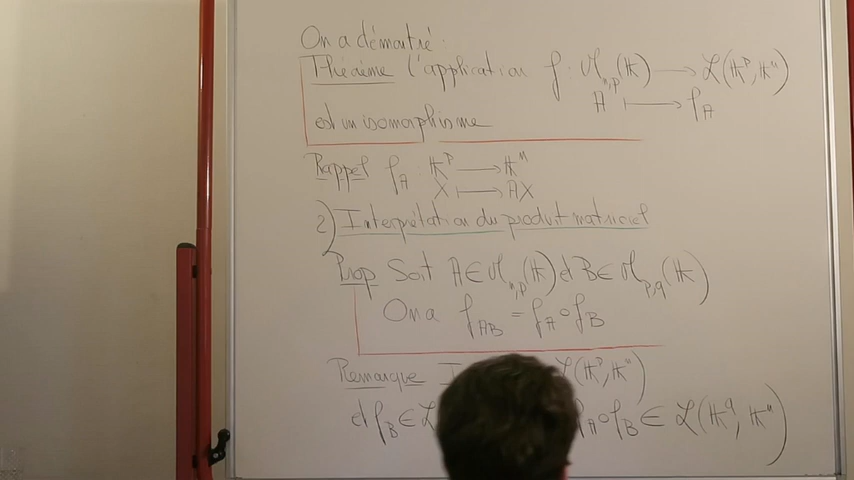 On a démontré :
Théorème L'application f : M_{n,p}(K) ⟶ L(K^p, K^n)
A ⟼ f_A
est un isomorphisme
Rappel f_A : K^p ⟶ K^n
X ⟼ AX
2) Interprétation du produit matriciel
Prop Soit A ∈ M_{n,p}(K) et B ∈ M_{p,q}(K)
On a f_{AB} = f_A ∘ f_B
Remarque L(K^p, K^n)
et f_B ∈ L f_A ∘ f_B ∈ L(K^q, K^n)